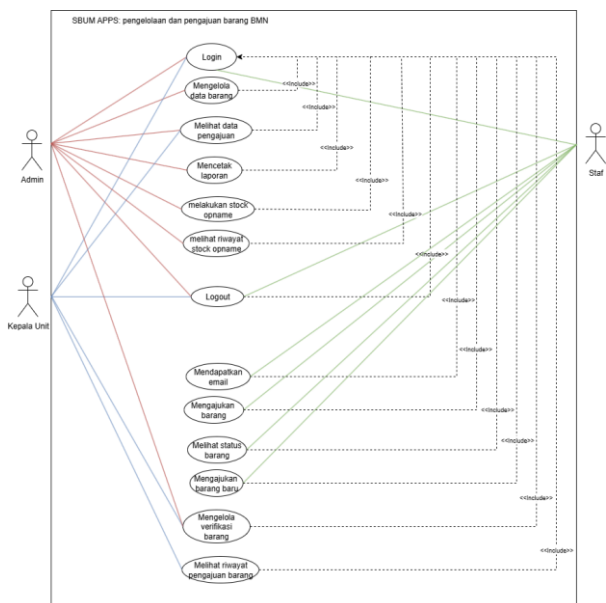 SBUM APPS: pengelolaan dan pengajuan barang BMN
Login
Mengelola
data barang
<<Include>>
Melihat data
pengajuan
<<Include>>
Admin
Staf
Mencetak
laporan
<<Include>>
melakukan stock
opname
<<Include>>
melihat riwayat
stock opname
<<Include>>
Logout
<<Include>>
Kepala Unit
<<Include>>
Mendapatkan
email
Mengajukan
barang
<<Include>>
Melihat status
barang
<<Include>>
Mengajukan
barang baru
<<Include>>
Mengelola
verifikasi
barang
<<Include>>
Melihat riwayat
pengajuan barang